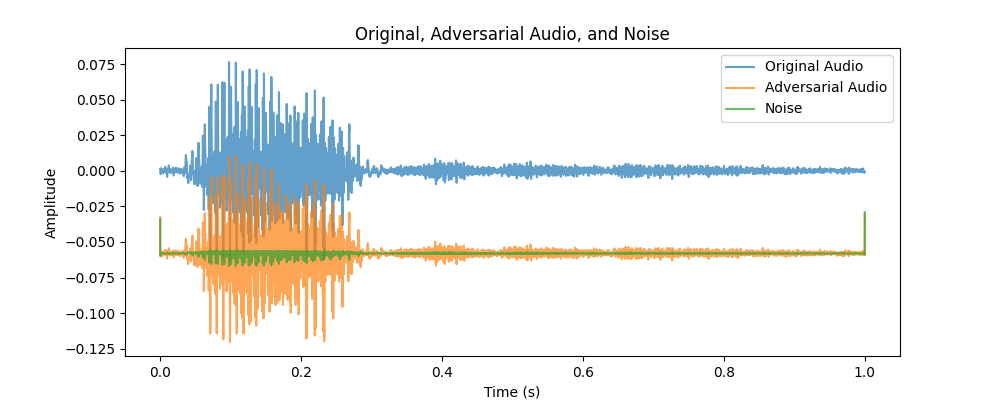 Original, Adversarial Audio, and Noise
Original Audio
Adversarial Audio
Noise
Amplitude
0.075
0.050
0.025
0.000
−0.025
−0.050
−0.075
−0.100
−0.125
0.0 0.2 0.4 0.6 0.8 1.0
Time (s)